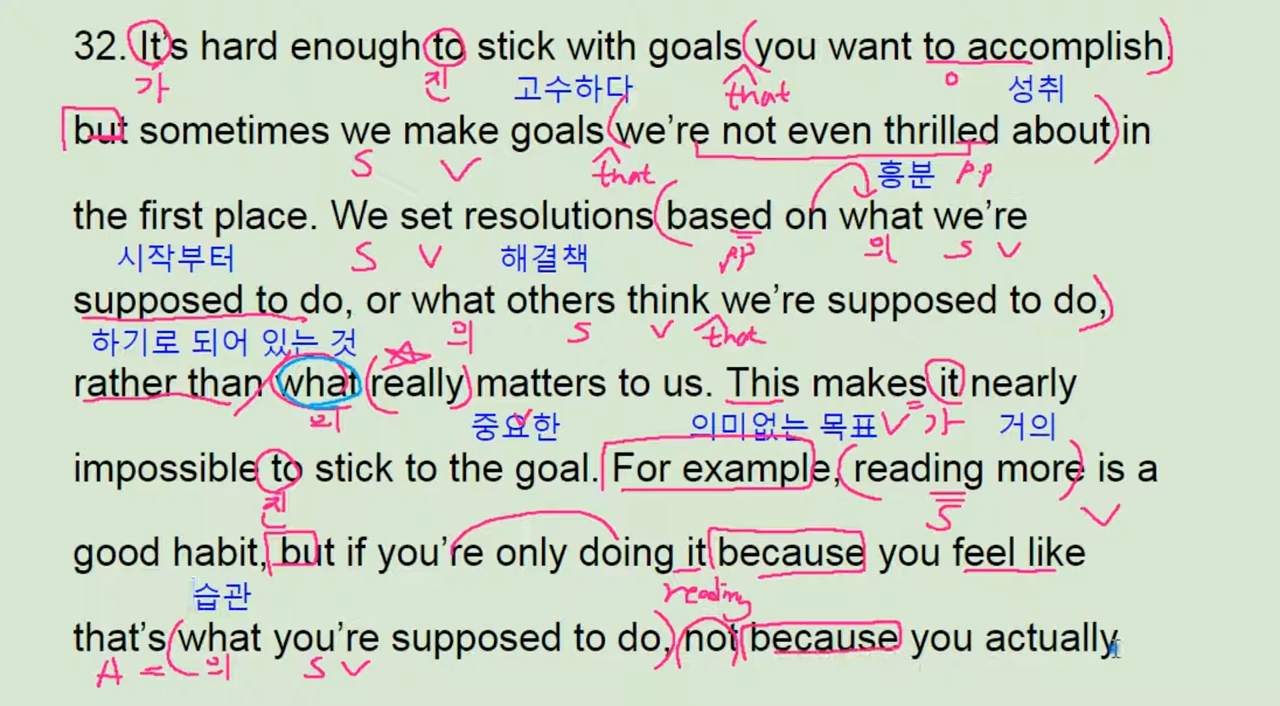 32. It's hard enough to stick with goals you want to accomplish,
가 진 고수하다 that o 성취
but sometimes we make goals we're not even thrilled about in
S V that 흥분 p.p
the first place. We set resolutions based on what we're
시작부터 S V 해결책 pp 의 S V
supposed to do, or what others think we're supposed to do,
하기로 되어 있는 것 의 S V that
rather than what really matters to us. This makes it nearly
의 중요한 V 의미없는 목표 V 가 거의
impossible to stick to the goal. For example, reading more is a
진 S V
good habit, but if you're only doing it because you feel like
습관 reading
that's what you're supposed to do, not because you actually
A = 의 S V